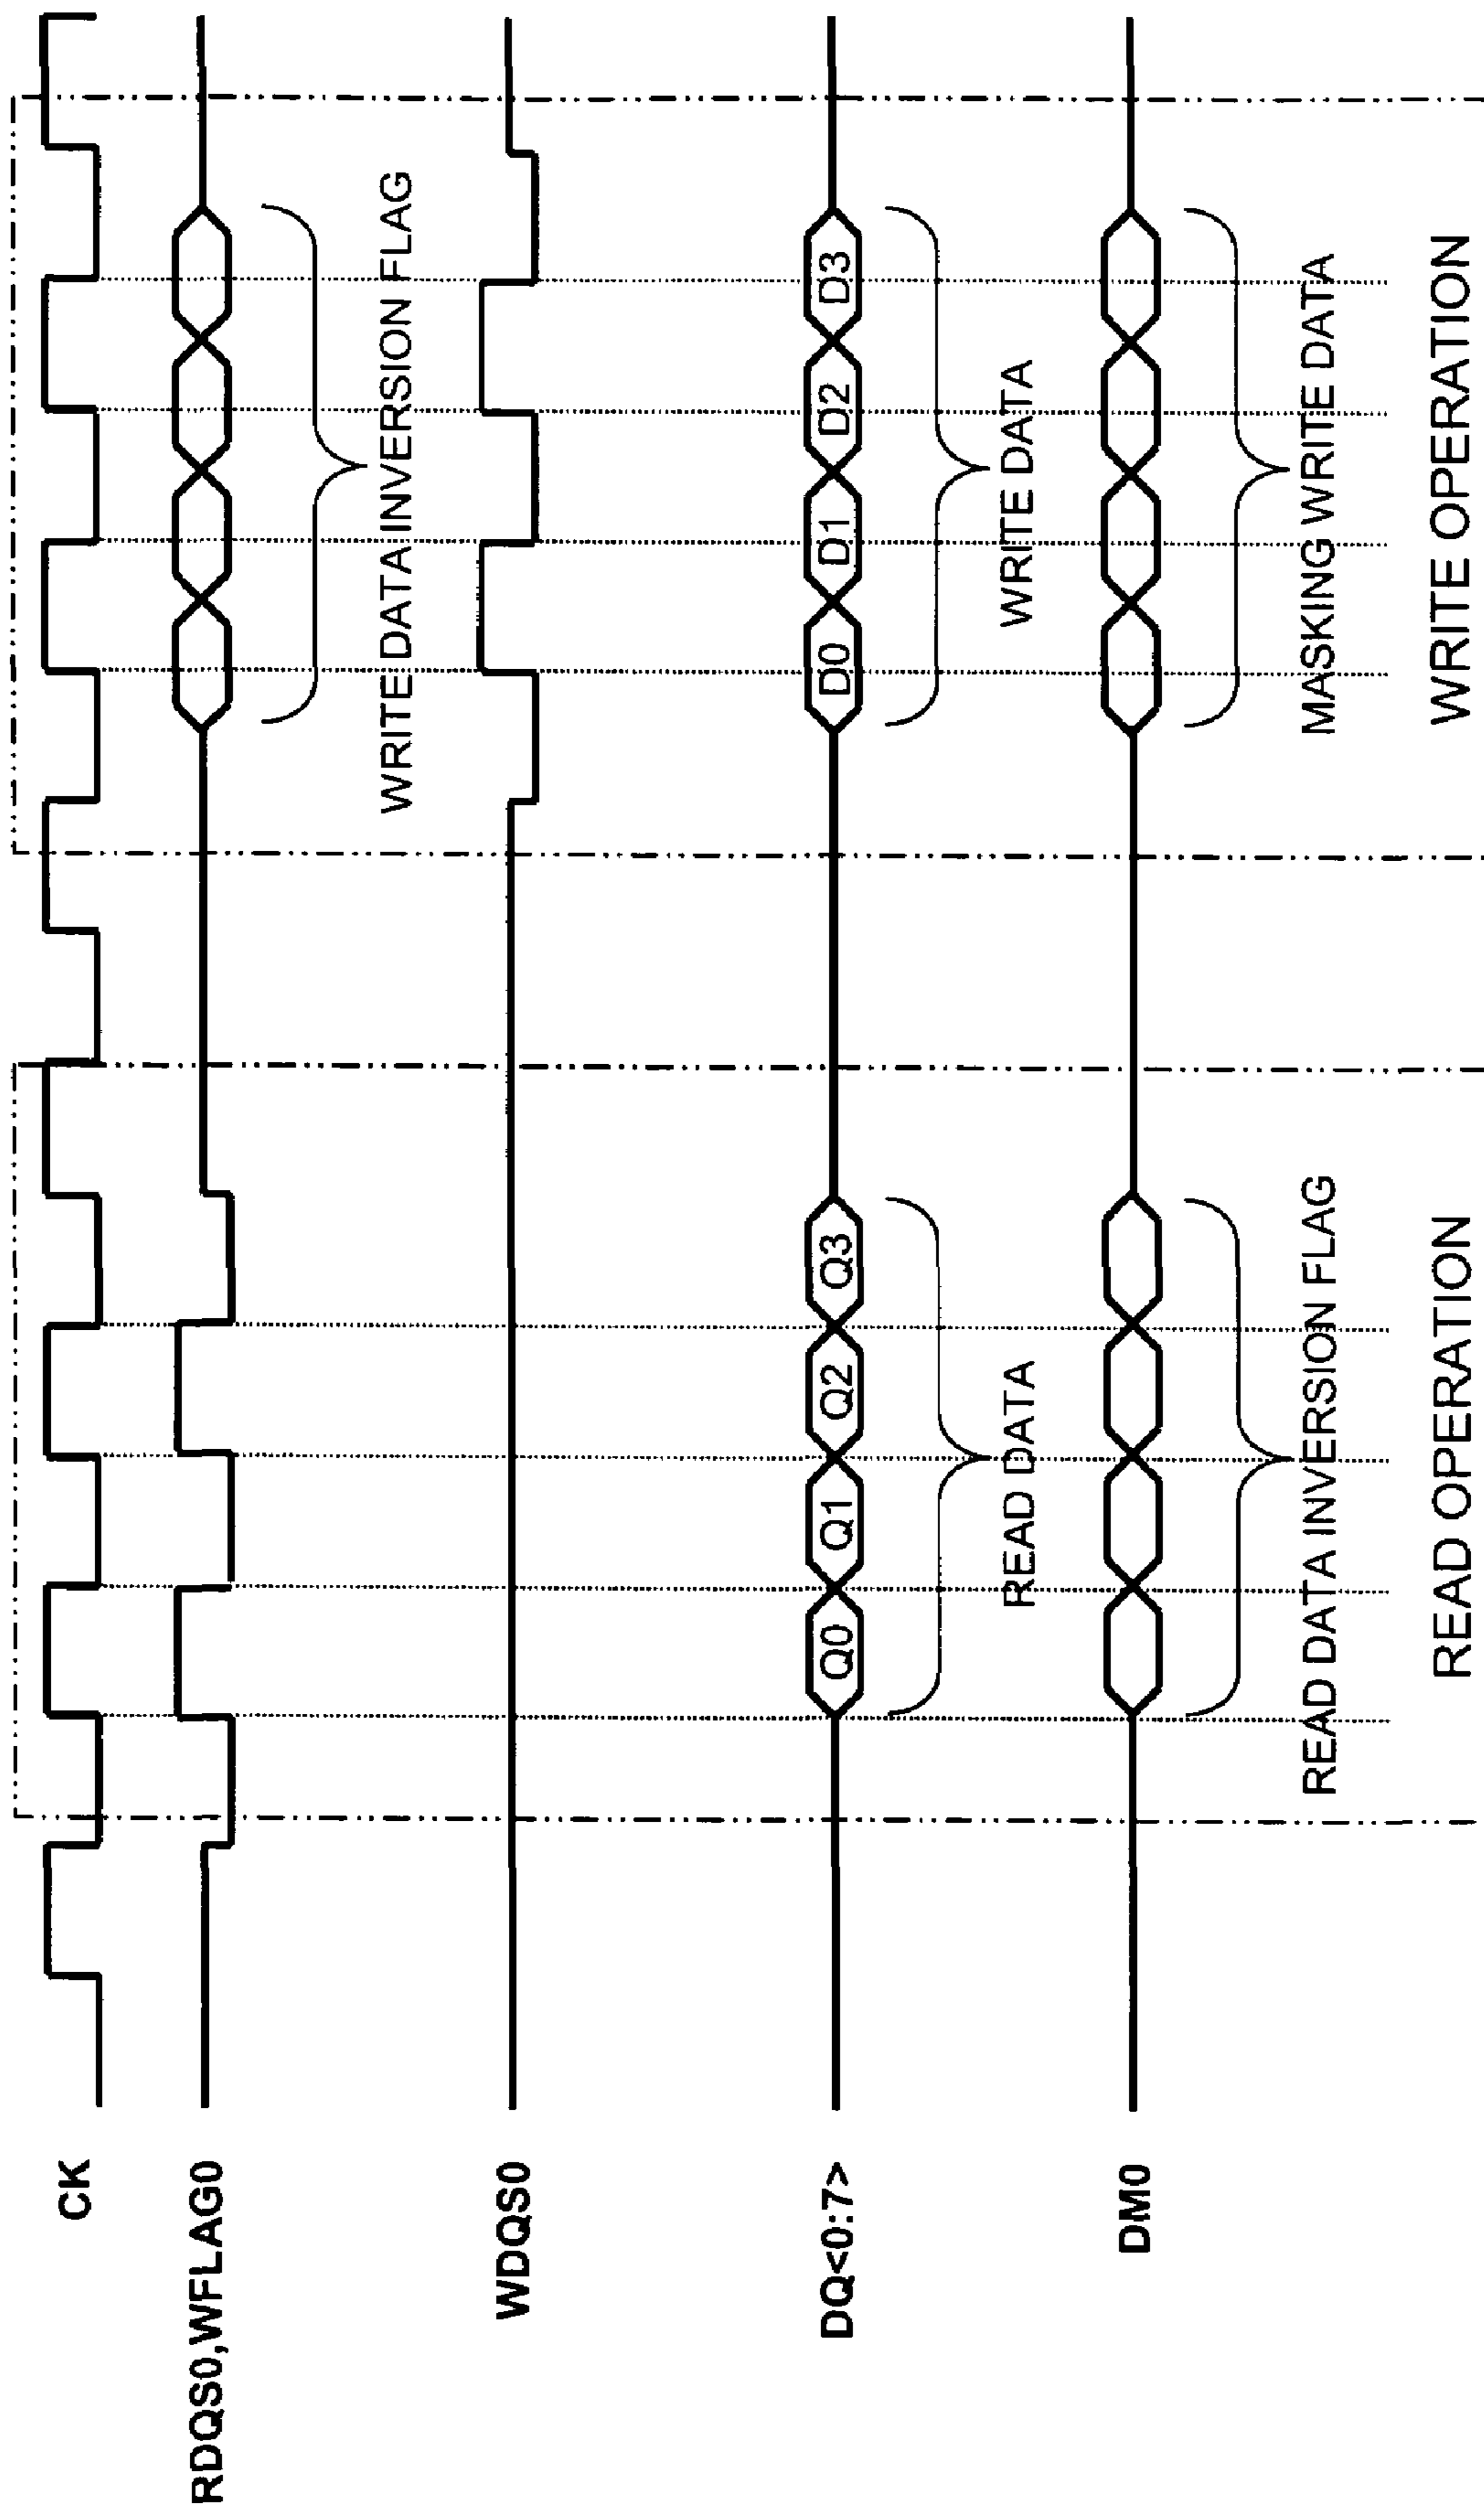 CK
RDQS0,WFLAG0
WRITE DATA INVERSION FLAG
WDQS0
DQ<0:7>
Q0 Q1 Q2 Q3 D0 D1 D2 D3
READ DATA
WRITE DATA
DM0
READ DATA INVERSION FLAG
MASKING WRITE DATA
READ OPERATION
WRITE OPERATION